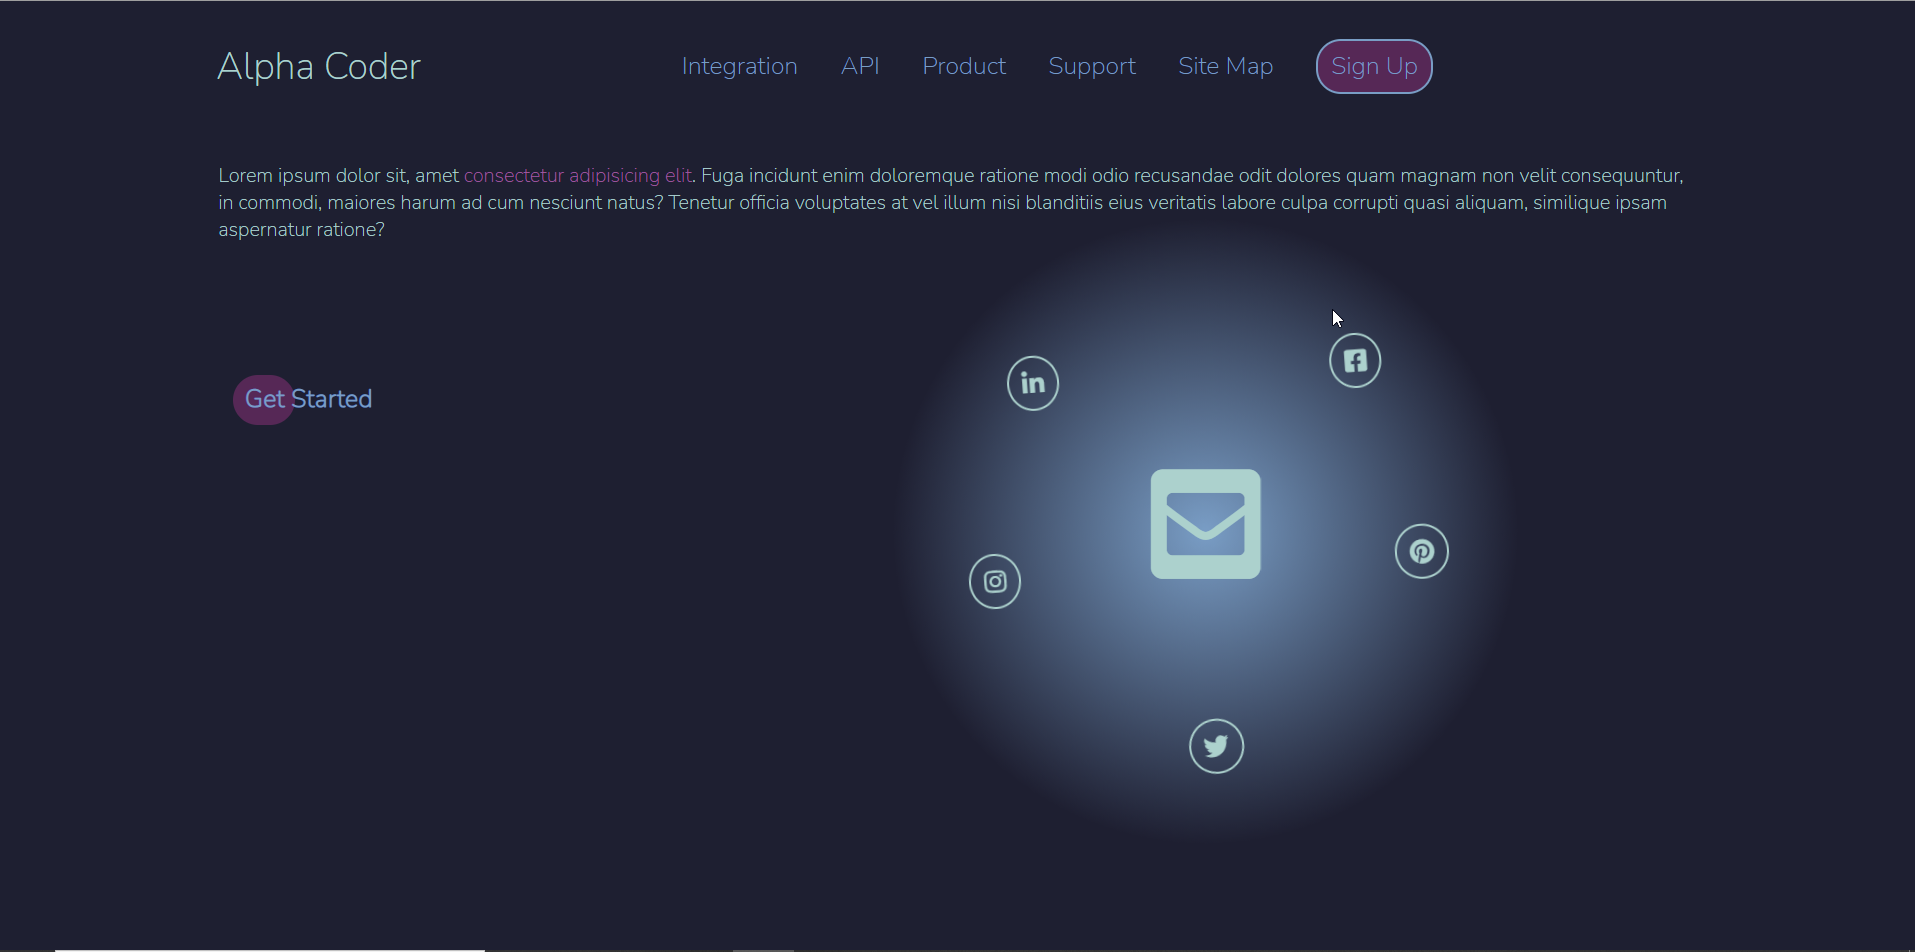 Alpha Coder
Integration API Product Support Site Map Sign Up
Lorem ipsum dolor sit, amet consectetur adipisicing elit. Fuga incidunt enim doloremque ratione modi odio recusandae odit dolores quam magnam non velit consequuntur,
in commodi, maiores harum ad cum nesciunt natus? Tenetur officia voluptates at vel illum nisi blanditiis eius veritatis labore culpa corrupti quasi aliquam, similique ipsam
aspernatur ratione?
Get Started